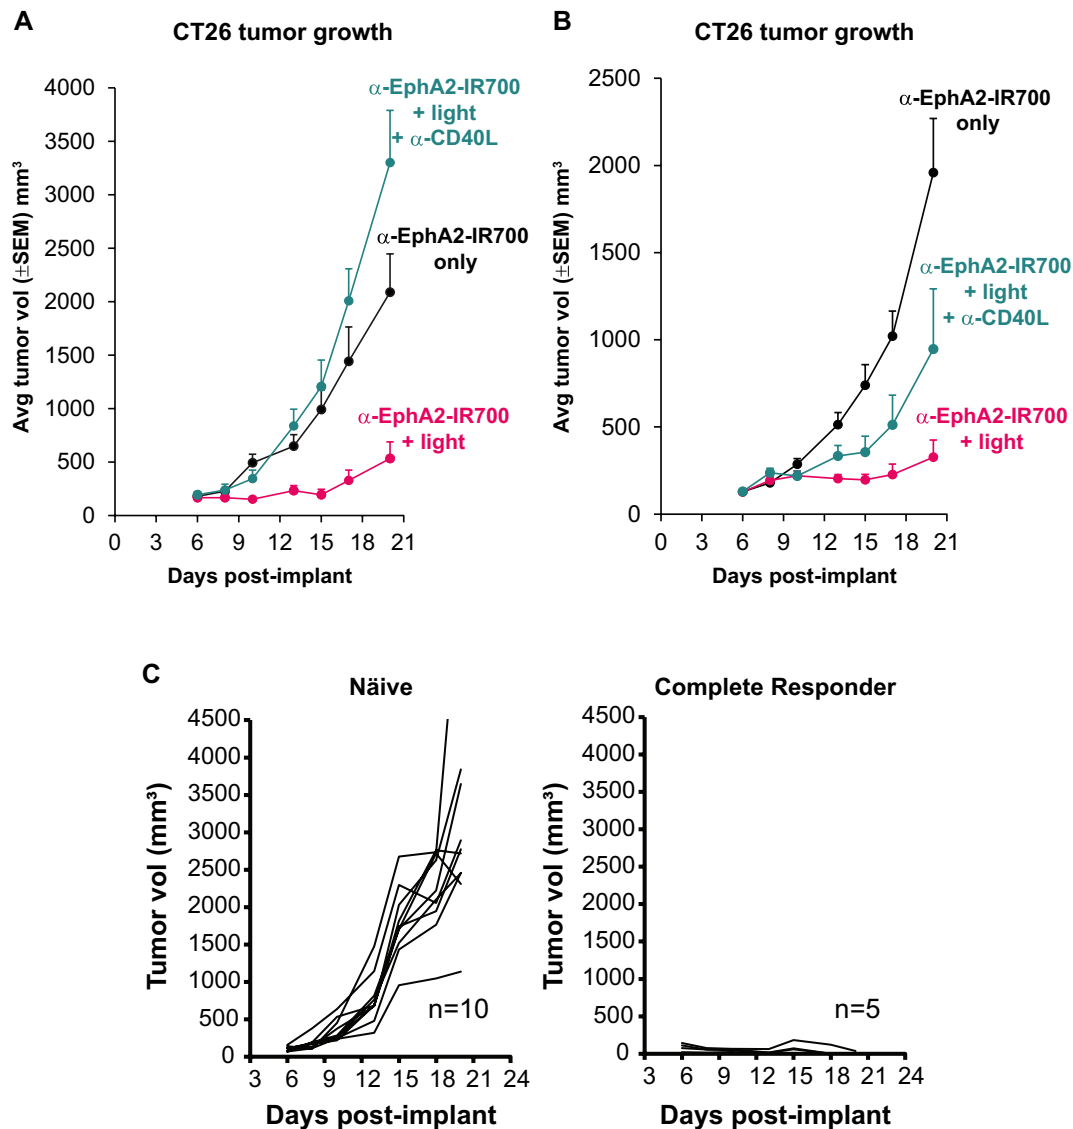 A
CT26 tumor growth
Avg tumor vol (±SEM) mm³
4000
3500
3000
2500
2000
1500
1000
500
0
α-EphA2-IR700
+ light
+ α-CD40L
α-EphA2-IR700
only
α-EphA2-IR700
+ light
0 3 6 9 12 15 18 21
Days post-implant
B
CT26 tumor growth
Avg tumor vol (±SEM) mm³
2500
2000
1500
1000
500
0
α-EphA2-IR700
only
α-EphA2-IR700
+ light
+ α-CD40L
α-EphA2-IR700
+ light
0 3 6 9 12 15 18 21
Days post-implant
C
Näive
Tumor vol (mm³)
4500
4000
3500
3000
2500
2000
1500
1000
500
0
n=10
3 6 9 12 15 18 21 24
Days post-implant
Complete Responder
Tumor vol (mm³)
4500
4000
3500
3000
2500
2000
1500
1000
500
0
n=5
3 6 9 12 15 18 21 24
Days post-implant